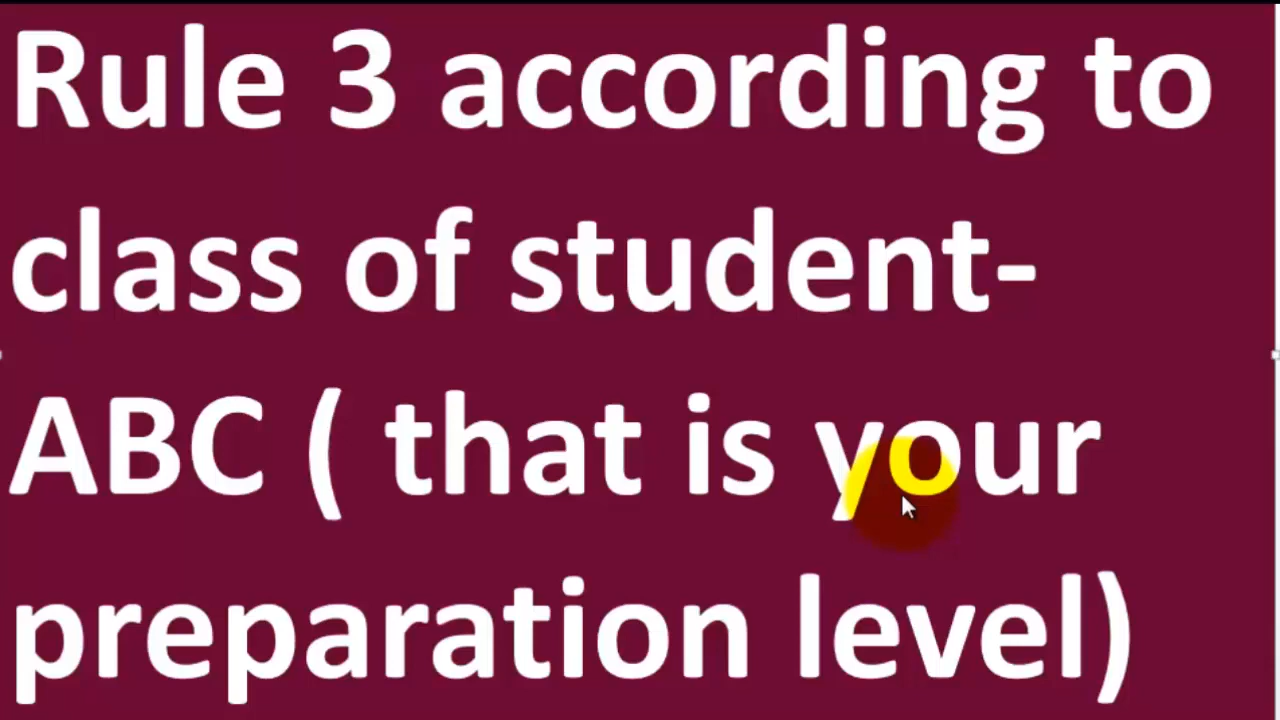 Rule 3 according to
class of student-
ABC ( that is your
preparation level)